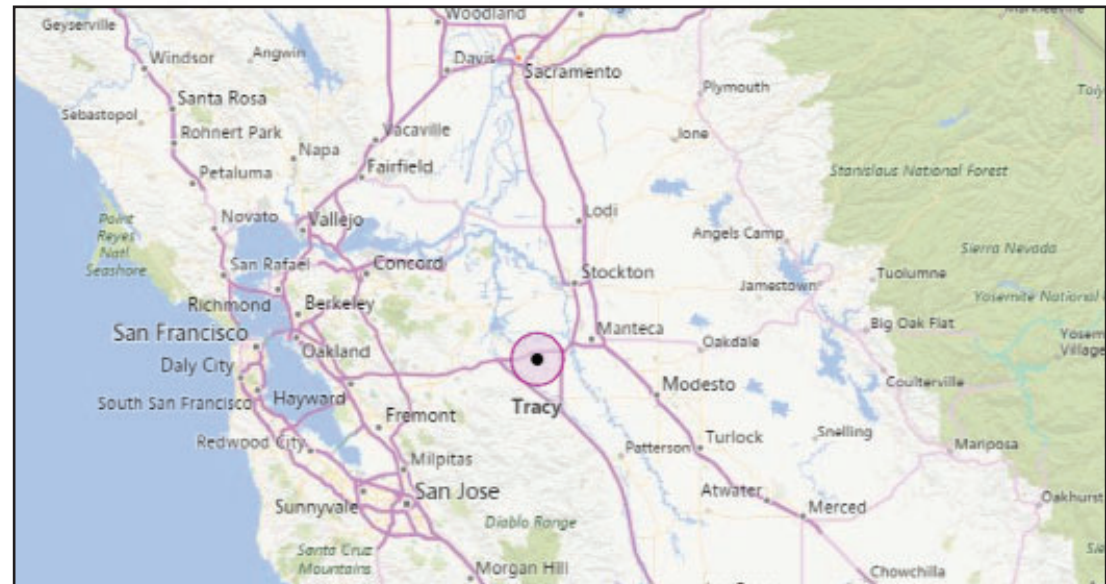 Woodland
Geyserville
Angwin
Windsor
Davis
Sacramento
Santa Rosa
Plymouth
Sebastopol
Vacaville
Rohnert Park
Ione
Napa
Fairfield
Petaluma
Stanislaus National Forest
Point
Reyes
Natl
Seashore
Novato
Vallejo
Lodi
Angels Camp
Sierra Nevada
San Rafael
Concord
Stockton
Tuolumne
Jamestown
Richmond
Berkeley
Yosemite National
San Francisco
Manteca
Big Oak Flat
Oakland
Oakdale
Village
Daly City
Modesto
Coulterville
Hayward
South San Francisco
Tracy
Fremont
Redwood City
Patterson
Turlock
Snelling
Mariposa
Milpitas
San Jose
Atwater
Sunnyvale
Merced
Oakhurst
Diablo Range
Santa Cruz
Mountains
Morgan Hill
Chowchilla